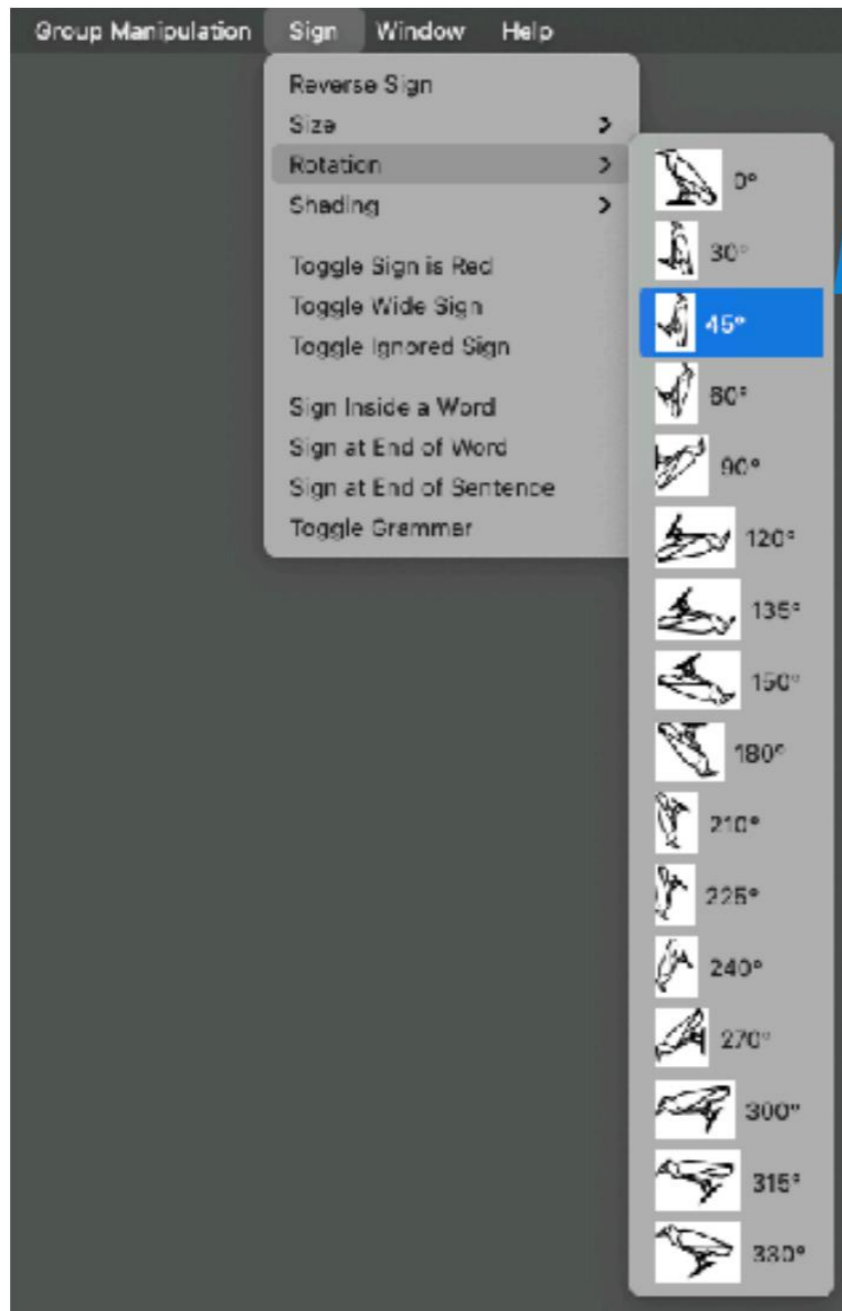 Group Manipulation Sign Window Help
Reverse Sign
Size
Rotation
Shading
Toggle Sign is Red
Toggle Wide Sign
Toggle Ignored Sign
Sign Inside a Word
Sign at End of Word
Sign at End of Sentence
Toggle Grammar
0°
30°
45°
60°
90°
120°
135°
150°
180°
210°
225°
240°
270°
300°
315°
330°